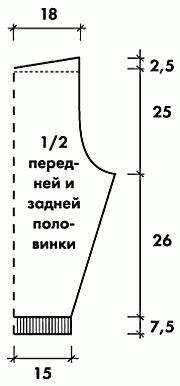 18
2,5
25
1/2
перед-
ней и
задней
поло-
винки
26
7,5
15